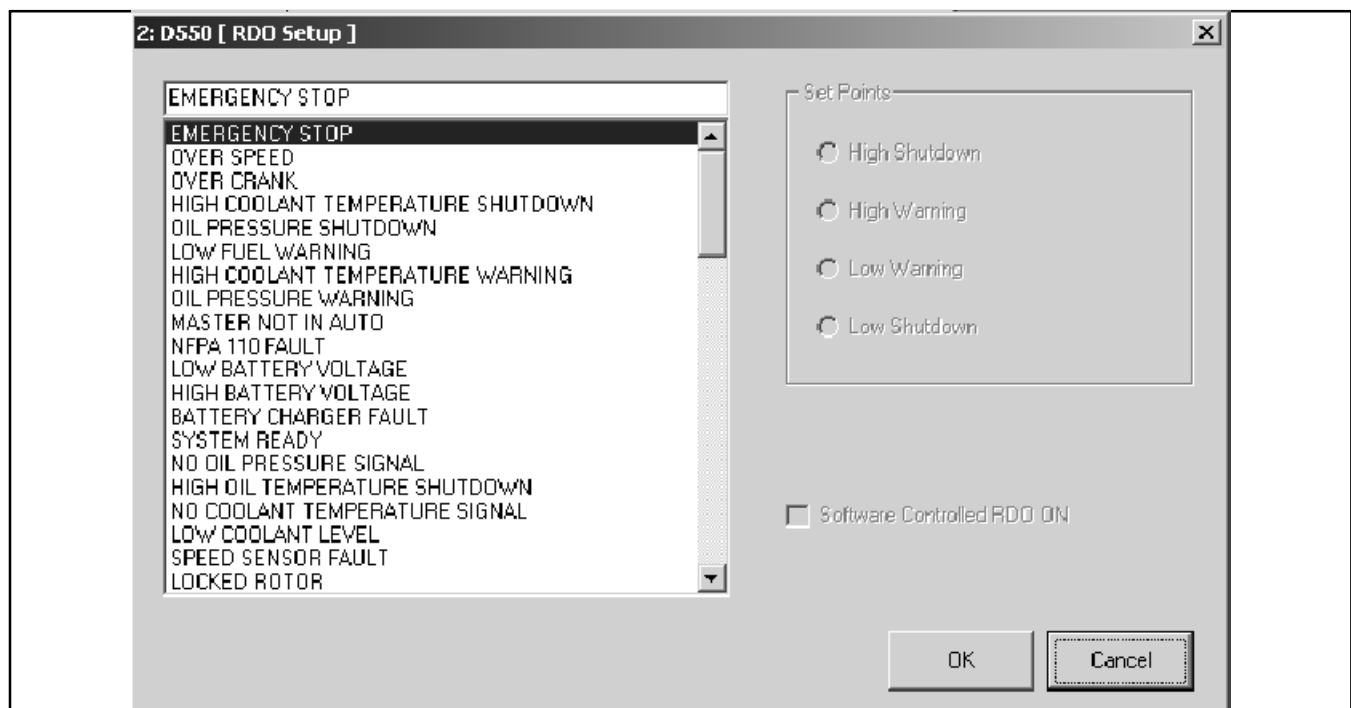 2: D550 [ RDO Setup ]
EMERGENCY STOP
EMERGENCY STOP
OVER SPEED
OVER CRANK
HIGH COOLANT TEMPERATURE SHUTDOWN
OIL PRESSURE SHUTDOWN
LOW FUEL WARNING
HIGH COOLANT TEMPERATURE WARNING
OIL PRESSURE WARNING
MASTER NOT IN AUTO
NFPA 110 FAULT
LOW BATTERY VOLTAGE
HIGH BATTERY VOLTAGE
BATTERY CHARGER FAULT
SYSTEM READY
NO OIL PRESSURE SIGNAL
HIGH OIL TEMPERATURE SHUTDOWN
NO COOLANT TEMPERATURE SIGNAL
LOW COOLANT LEVEL
SPEED SENSOR FAULT
LOCKED ROTOR
Set Points
High Shutdown
High Warning
Low Warning
Low Shutdown
Software Controlled RDO ON
OK
Cancel